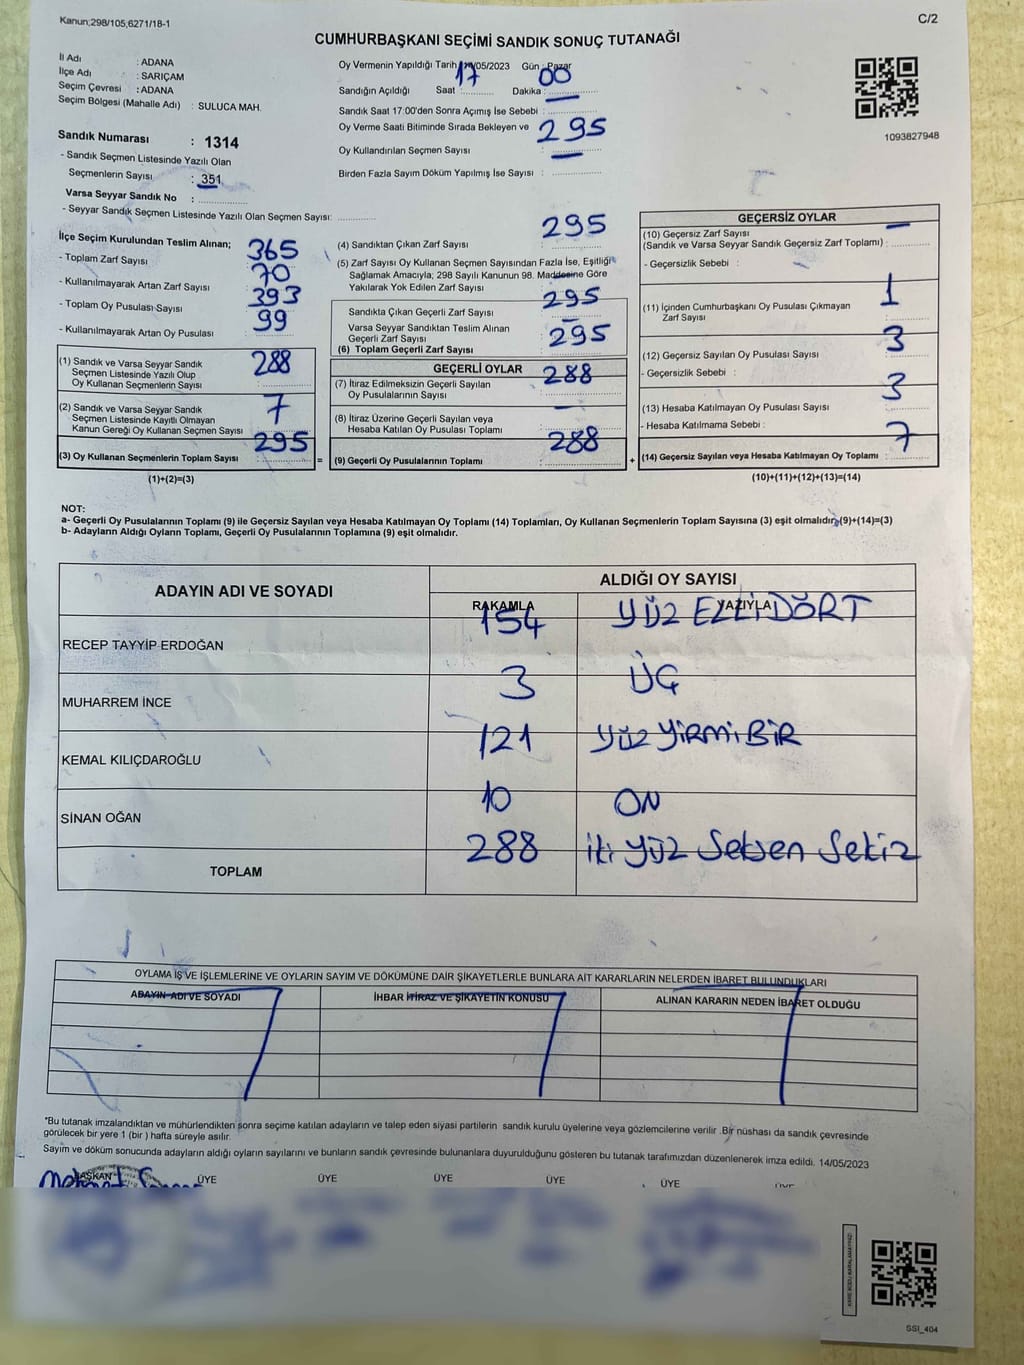 Kanun;298/105,6271/18-1
C/2
CUMHURBAŞKANI SEÇİMİ SANDIK SONUÇ TUTANAĞI
İl Adı : ADANA
İlçe Adı : SARIÇAM
Seçim Çevresi : ADANA
Seçim Bölgesi (Mahalle Adı) : SULUCA MAH.
Sandık Numarası : 1314
- Sandık Seçmen Listesinde Yazılı Olan
Seçmenlerin Sayısı : 351
Varsa Seyyar Sandık No :
- Seyyar Sandık Seçmen Listesinde Yazılı Olan Seçmen Sayısı:
Oy Vermenin Yapıldığı Tarih /05/2023 Gün : Pazar
Sandığın Açıldığı Saat 17 Dakika : 00
Sandık Saat 17:00'den Sonra Açımış İse Sebebi :
Oy Verme Saati Bitiminde Sırada Bekleyen ve 295
Oy Kullandırılan Seçmen Sayısı : —
Birden Fazla Sayım Döküm Yapılmış İse Sayısı :
1093827948
İlçe Seçim Kurulundan Teslim Alınan;
- Toplam Zarf Sayısı 365
- Kullanılmayarak Artan Zarf Sayısı 70
- Toplam Oy Pusulası Sayısı 393
- Kullanılmayarak Artan Oy Pusulası 99
(1) Sandık ve Varsa Seyyar Sandık 288
Seçmen Listesinde Yazılı Olup
Oy Kullanan Seçmenlerin Sayısı
(2) Sandık ve Varsa Seyyar Sandık 7
Seçmen Listesinde Kayıtlı Olmayan
Kanun Gereği Oy Kullanan Seçmen Sayısı
(3) Oy Kullanan Seçmenlerin Toplam Sayısı 295 =
(1)+(2)=(3)
(4) Sandıktan Çıkan Zarf Sayısı 295
(5) Zarf Sayısı Oy Kullanan Seçmen Sayısından Fazla İse, Eşitliği
Sağlamak Amacıyla; 298 Sayılı Kanunun 98. Maddesine Göre
Yakılarak Yok Edilen Zarf Sayısı
Sandıkta Çıkan Geçerli Zarf Sayısı 295
Varsa Seyyar Sandıktan Teslim Alınan —
Geçerli Zarf Sayısı
(6) Toplam Geçerli Zarf Sayısı 295
GEÇERLİ OYLAR
(7) İtiraz Edilmeksizin Geçerli Sayılan 288
Oy Pusulasının Sayısı
(8) İtiraz Üzerine Geçerli Sayılan veya —
Hesaba Katılan Oy Pusulası Toplamı
(9) Geçerli Oy Pusulalarının Toplamı 288 +
GEÇERSİZ OYLAR
(10) Geçersiz Zarf Sayısı —
(Sandık ve Varsa Seyyar Sandık Geçersiz Zarf Toplamı) :
- Geçersizlik Sebebi : —
(11) İçinden Cumhurbaşkanı Oy Pusulası Çıkmayan 1
Zarf Sayısı
(12) Geçersiz Sayılan Oy Pusulası Sayısı 3
- Geçersizlik Sebebi :
(13) Hesaba Katılmayan Oy Pusulası Sayısı 3
- Hesaba Katılmama Sebebi :
(14) Geçersiz Sayılan veya Hesaba Katılmayan Oy Toplamı : 7
(10)+(11)+(12)+(13)=(14)
NOT:
a- Geçerli Oy Pusulalarının Toplamı (9) ile Geçersiz Sayılan veya Hesaba Katılmayan Oy Toplamı (14) Toplamları, Oy Kullanan Seçmenlerin Toplam Sayısına (3) eşit olmalıdır.(9)+(14)=(3)
b- Adayların Aldığı Oyların Toplamı, Geçerli Oy Pusulalarının Toplamına (9) eşit olmalıdır.
ADAYIN ADI VE SOYADI ALDIĞI OY SAYISI
RAKAMLA YAZIYLA
RECEP TAYYİP ERDOĞAN 154 YÜZ ELLİDÖRT
MUHARREM İNCE 3 ÜÇ
KEMAL KILIÇDAROĞLU 121 YÜZ YİRMİBİR
SİNAN OĞAN 10 ON
TOPLAM 288 iki yüz Seksen Sekiz
OYLAMA İŞ VE İŞLEMLERİNE VE OYLARIN SAYIM VE DÖKÜMÜNE DAİR ŞİKAYETLERLE BUNLARA AİT KARARLARIN NELERDEN İBARET BULUNDUKLARI
ABAYIN ADI VE SOYADI İHBAR İTİRAZ VE ŞİKAYETİN KONUSU ALINAN KARARIN NEDEN İBARET OLDUĞU
*Bu tutanak imzalandıktan ve mühürlendikten sonra seçime katılan adayların ve talep eden siyasi partilerin sandık kurulu üyelerine veya gözlemcilerine verilir .Bir nüshası da sandık çevresinde
görülecek bir yere 1 (bir ) hafta süreyle asılır.
Sayım ve döküm sonucunda adayların aldığı oyların sayılarını ve bunların sandık çevresinde bulunanlara duyurulduğunu gösteren bu tutanak tarafımızdan düzenlenerek imza edildi. 14/05/2023
BAŞKAN ÜYE ÜYE ÜYE ÜYE ÜYE ÜYE
SSI_404